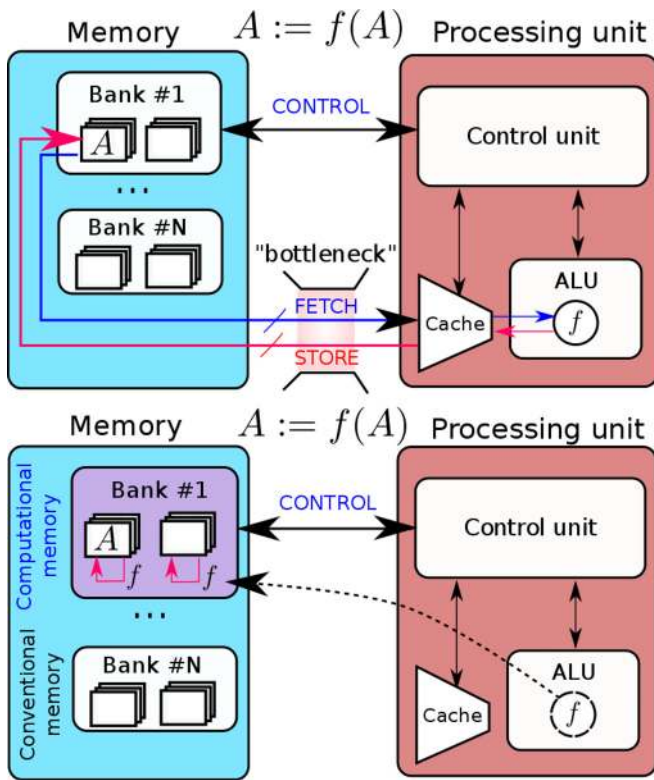 Memory
A := f(A)
Processing unit
Bank #1
A
...
Bank #N
CONTROL
Control unit
"bottleneck"
FETCH
STORE
Cache
ALU
f
Memory
A := f(A)
Processing unit
Computational
memory
Bank #1
A
f
f
...
Conventional
memory
Bank #N
CONTROL
Control unit
Cache
ALU
f